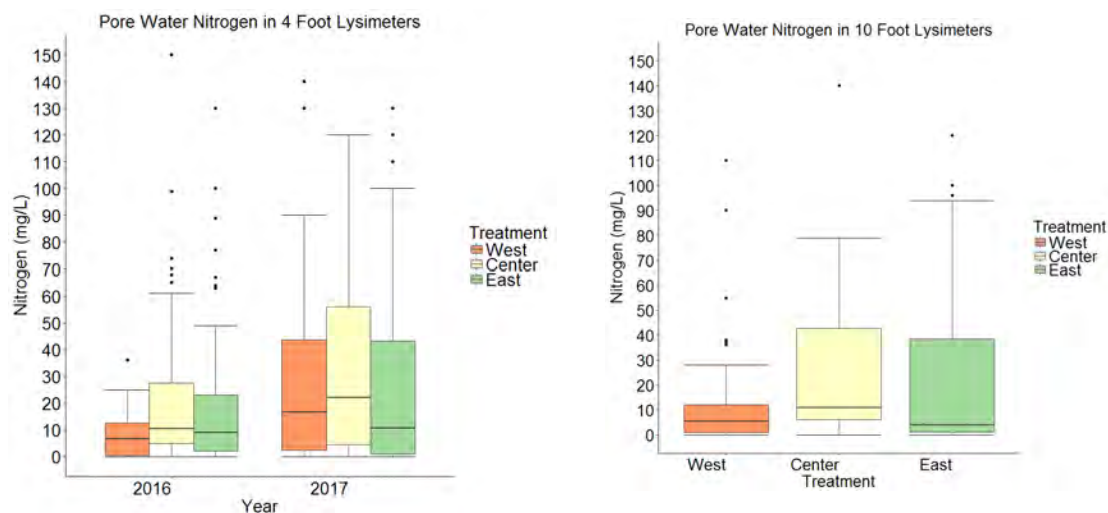 Pore Water Nitrogen in 4 Foot Lysimeters
150
140
130
120
110
100
90
80
70
60
50
40
30
20
10
0
Nitrogen (mg/L)
2016
2017
Year
Treatment
West
Center
East
Pore Water Nitrogen in 10 Foot Lysimeters
150
140
130
120
110
100
90
80
70
60
50
40
30
20
10
0
Nitrogen (mg/L)
West
Center
East
Treatment
Treatment
West
Center
East